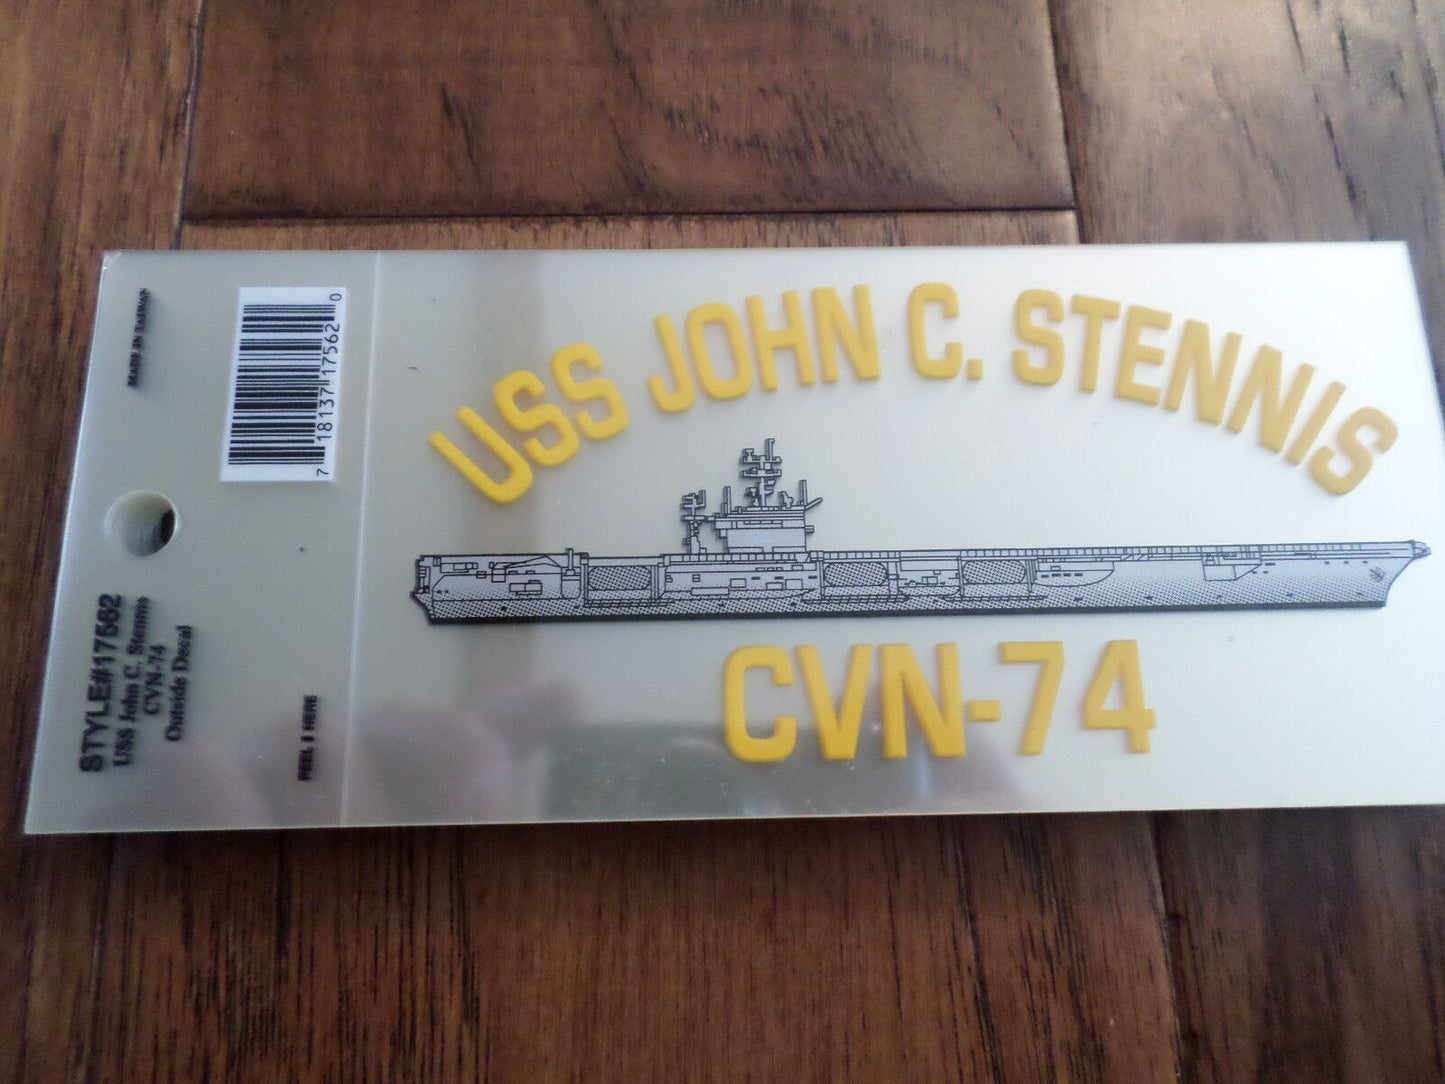 USS JOHN C. STENNIS
CVN-74
MADE IN TAIWAN
7 18137 17562 0
STYLE#17562
USS John C. Stennis
CVN-74
Outside Decal
PEEL HERE